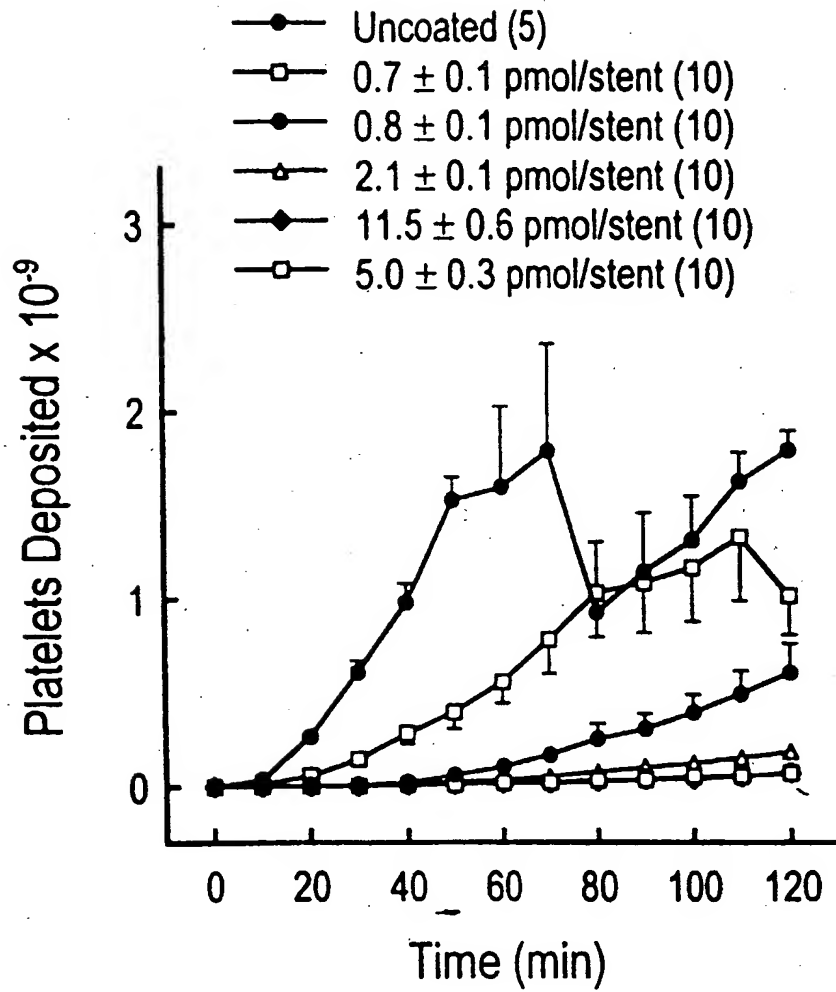 Uncoated (5)
0.7 ± 0.1 pmol/stent (10)
0.8 ± 0.1 pmol/stent (10)
2.1 ± 0.1 pmol/stent (10)
11.5 ± 0.6 pmol/stent (10)
5.0 ± 0.3 pmol/stent (10)
Platelets Deposited x 10⁻⁹
3
2
1
0
0 20 40 60 80 100 120
Time (min)